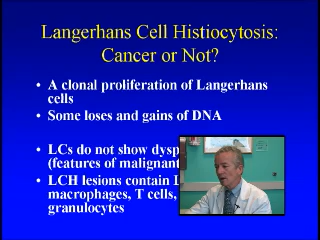 Langerhans Cell Histiocytosis:
Cancer or Not?
• A clonal proliferation of Langerhans
cells
• Some loses and gains of DNA
• LCs do not show
(features of malignant
• LCH lesions contain
macrophages, T cells,
granulocytes